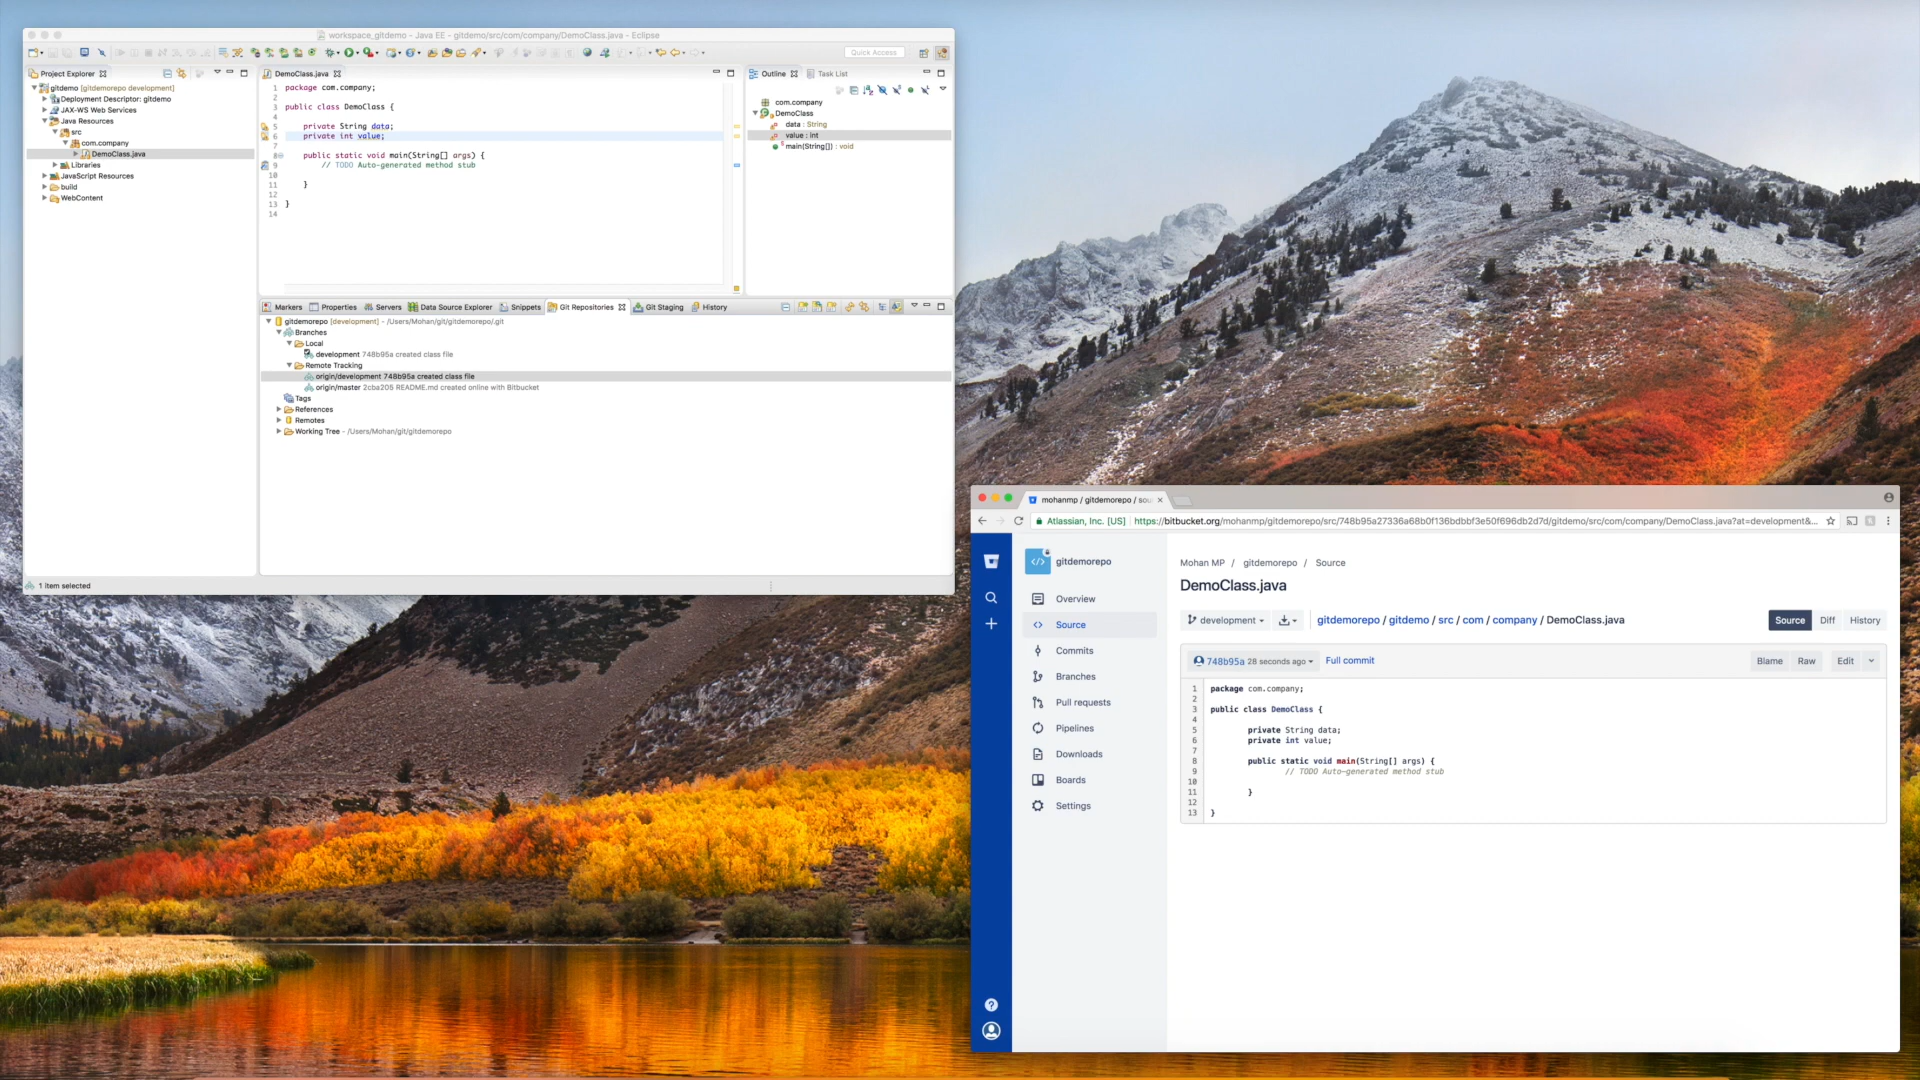 workspace_gitdemo - Java EE - gitdemo/src/com/company/DemoClass.java - Eclipse
Quick Access
Project Explorer
gitdemo [gitdemorepo development]
Deployment Descriptor: gitdemo
JAX-WS Web Services
Java Resources
src
com.company
DemoClass.java
Libraries
JavaScript Resources
build
WebContent
DemoClass.java
1 package com.company;
2
3 public class DemoClass {
4
5 private String data;
6 private int value;
7
8 public static void main(String[] args) {
9 // TODO Auto-generated method stub
10
11 }
12
13 }
14
Outline Task List
com.company
DemoClass
data : String
value : int
main(String[]) : void
Markers Properties Servers Data Source Explorer Snippets Git Repositories Git Staging History
gitdemorepo [development] - /Users/Mohan/git/gitdemorepo/.git
Branches
Local
development 748b95a created class file
Remote Tracking
origin/development 748b95a created class file
origin/master 2cba205 README.md created online with Bitbucket
Tags
References
Remotes
Working Tree - /Users/Mohan/git/gitdemorepo
1 item selected
mohanmp / gitdemorepo / sou
Atlassian, Inc. [US] https://bitbucket.org/mohanmp/gitdemorepo/src/748b95a27336a68b0f136bdbbf3e50f696db2d7d/gitdemo/src/com/company/DemoClass.java?at=development&...
gitdemorepo
Overview
Source
Commits
Branches
Pull requests
Pipelines
Downloads
Boards
Settings
Mohan MP / gitdemorepo / Source
DemoClass.java
development
gitdemorepo / gitdemo / src / com / company / DemoClass.java
Source Diff History
748b95a 28 seconds ago Full commit
Blame Raw Edit
1 package com.company;
2
3 public class DemoClass {
4
5 private String data;
6 private int value;
7
8 public static void main(String[] args) {
9 // TODO Auto-generated method stub
10
11 }
12
13 }